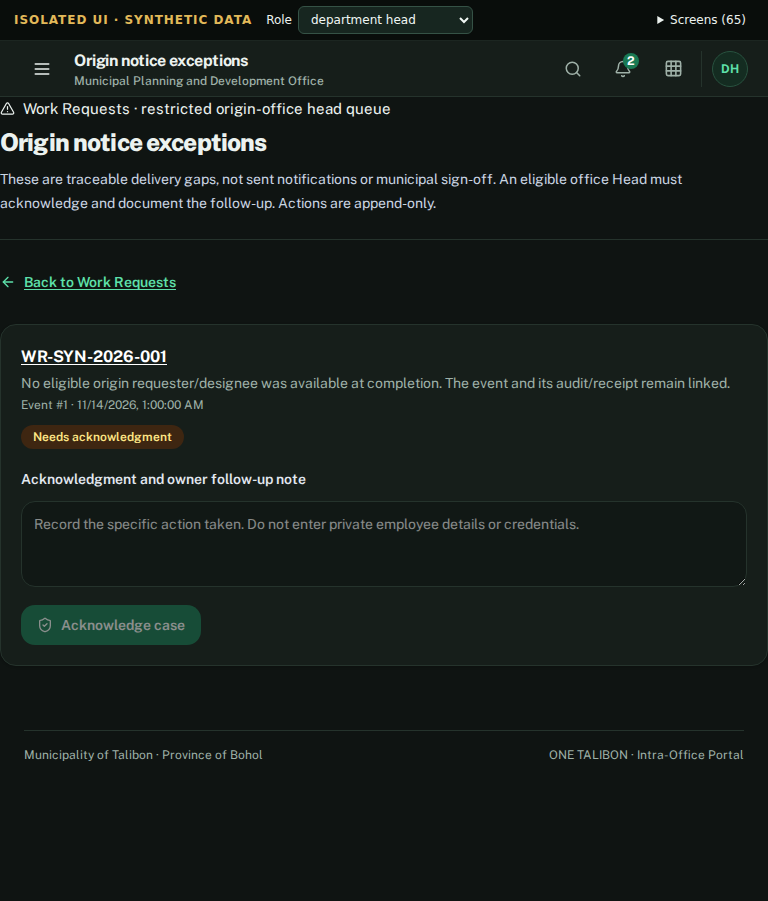 ISOLATED UI · SYNTHETIC DATA Role department head Screens (65)
Origin notice exceptions
Municipal Planning and Development Office
2
DH
Work Requests · restricted origin-office head queue
Origin notice exceptions
These are traceable delivery gaps, not sent notifications or municipal sign-off. An eligible office Head must
acknowledge and document the follow-up. Actions are append-only.
Back to Work Requests
WR-SYN-2026-001
No eligible origin requester/designee was available at completion. The event and its audit/receipt remain linked.
Event #1 · 11/14/2026, 1:00:00 AM
Needs acknowledgment
Acknowledgment and owner follow-up note
Record the specific action taken. Do not enter private employee details or credentials.
Acknowledge case
Municipality of Talibon · Province of Bohol ONE TALIBON · Intra-Office Portal